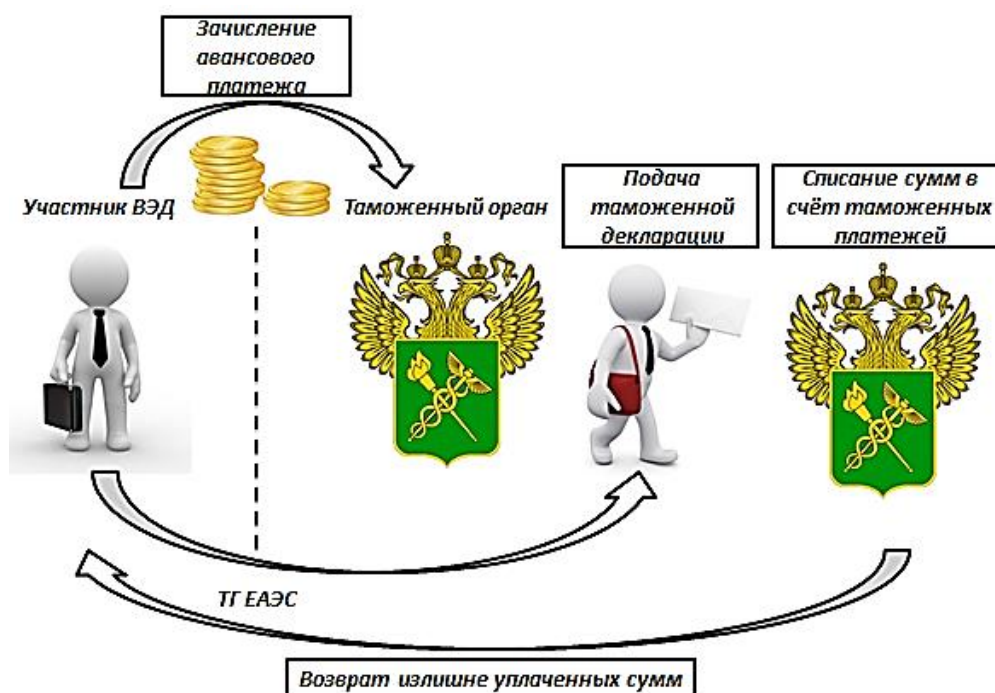 Зачисление
авансового
платежа
Участник ВЭД
Таможенный орган
Подача
таможенной
декларации
Списание сумм в
счёт таможенных
платежей
ТГ ЕАЭС
Возврат излишне уплаченных сумм